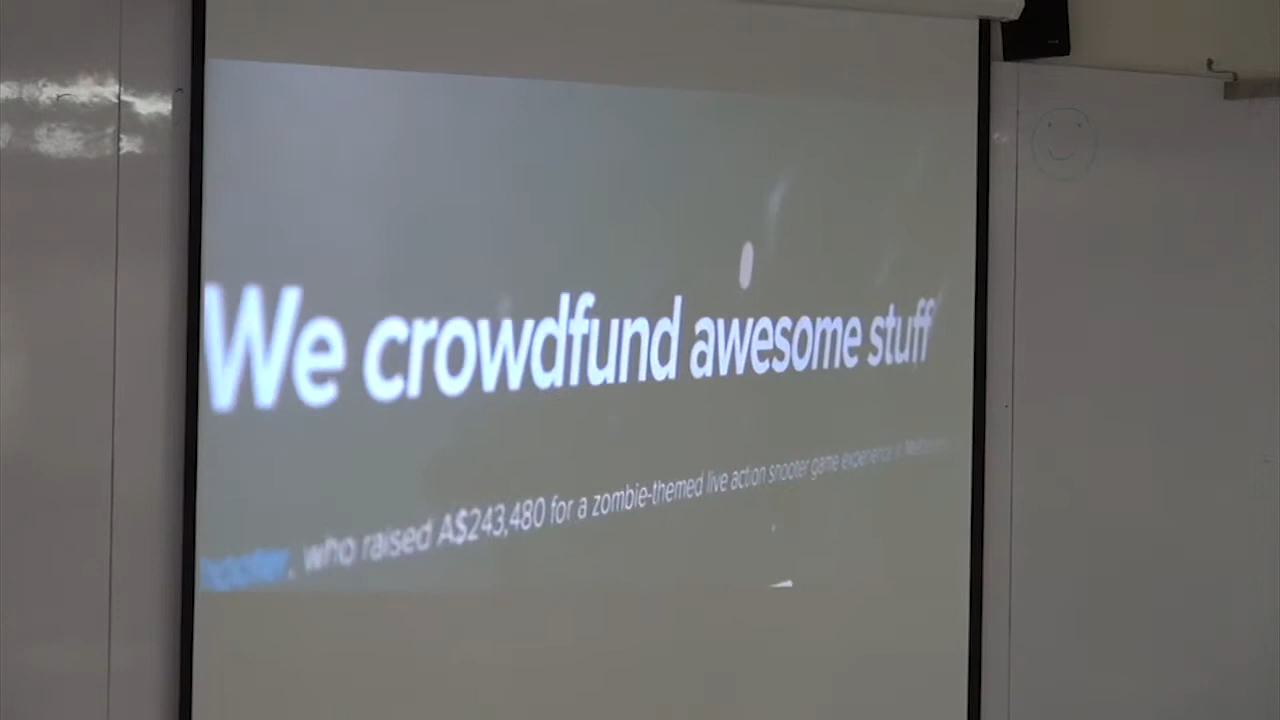 We crowdfund awesome stuff
, who raised A$243,480 for a zombie-themed live action shooter game experience